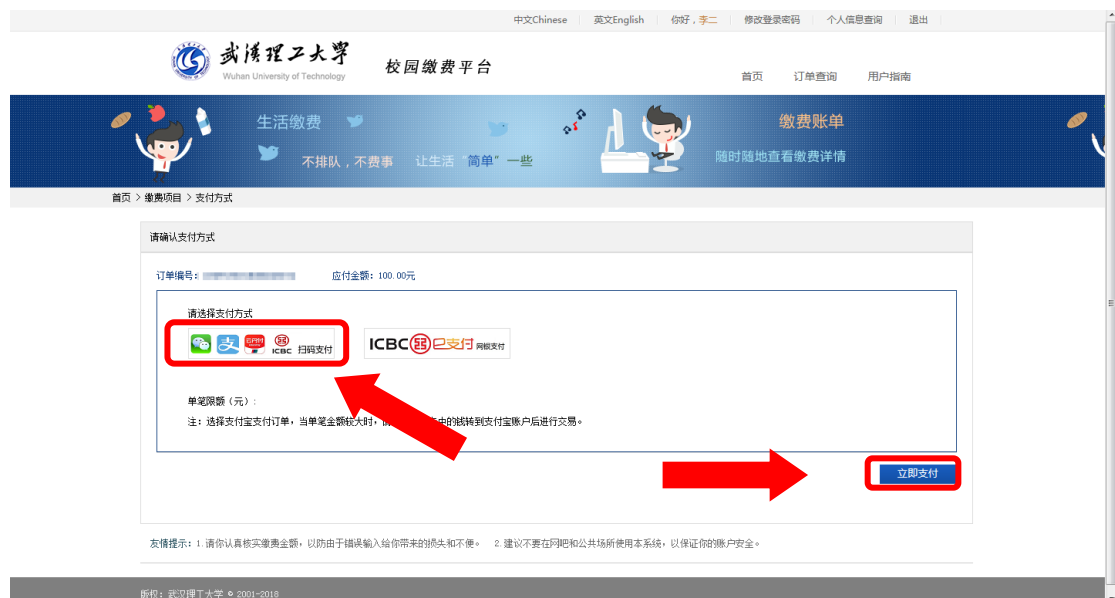 中文Chinese 英文English 你好，李二 修改登录密码 个人信息查询 退出
武汉理工大学
Wuhan University of Technology
校园缴费平台
首页 订单查询 用户指南
生活缴费
不排队，不费事 让生活“简单”一些
缴费账单
随时随地查看缴费详情
首页 > 缴费项目 > 支付方式
请确认支付方式
订单编号： 应付金额：100.00元
请选择支付方式
支 ICBC 扫码支付
ICBC 已支付 网银支付
单笔限额（元）：
注：选择支付宝支付订单，当单笔金额较大时， 中的钱转到支付宝账户后进行交易。
立即支付
友情提示：1.请你认真核实缴费金额，以防由于错误输入给你带来的损失和不便。 2.建议不要在网吧和公共场所使用本系统，以保证你的账户安全。
版权：武汉理工大学 © 2001-2018